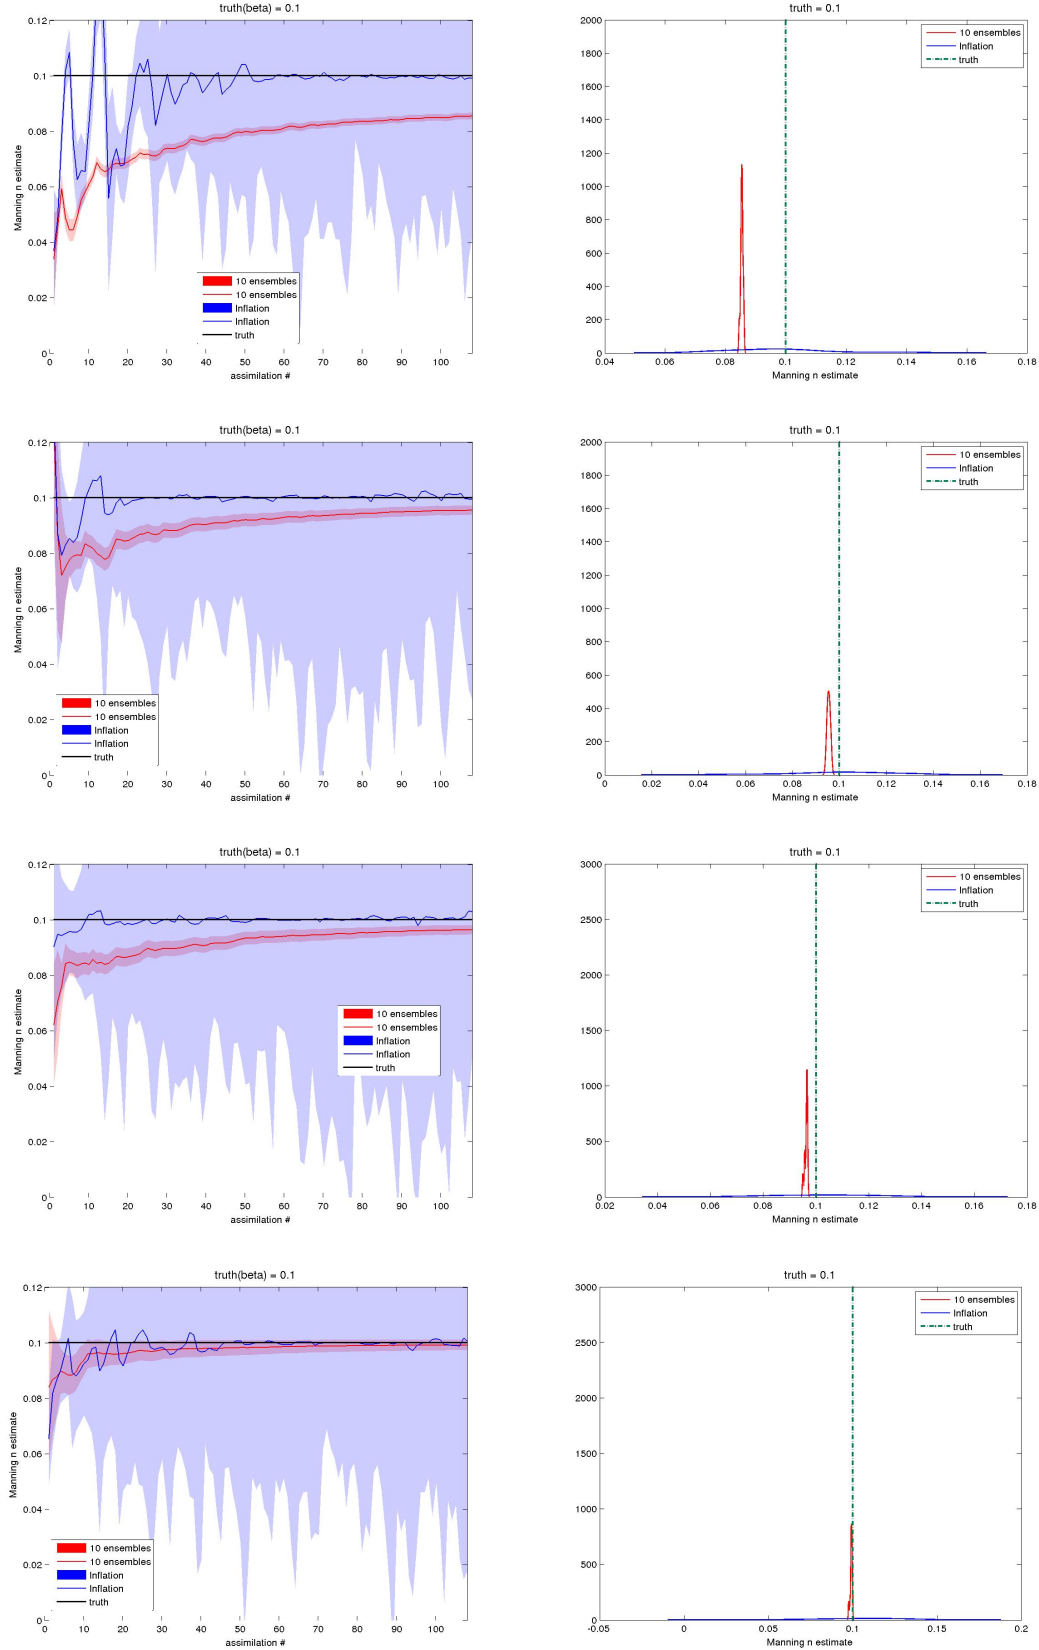 truth(beta) = 0.1
Manning n estimate
0.12
0.1
0.08
0.06
0.04
0.02
0
10 ensembles
10 ensembles
Inflation
Inflation
truth
0 10 20 30 40 50 60 70 80 90 100
assimilation #
truth = 0.1
2000
1800
1600
1400
1200
1000
800
600
400
200
0
10 ensembles
Inflation
truth
0.04 0.06 0.08 0.1 0.12 0.14 0.16 0.18
Manning n estimate
truth(beta) = 0.1
Manning n estimate
0.12
0.1
0.08
0.06
0.04
0.02
0
10 ensembles
10 ensembles
Inflation
Inflation
truth
0 10 20 30 40 50 60 70 80 90 100
assimilation #
truth = 0.1
2000
1800
1600
1400
1200
1000
800
600
400
200
0
10 ensembles
Inflation
truth
0 0.02 0.04 0.06 0.08 0.1 0.12 0.14 0.16 0.18
Manning n estimate
truth(beta) = 0.1
Manning n estimate
0.12
0.1
0.08
0.06
0.04
0.02
0
10 ensembles
10 ensembles
Inflation
Inflation
truth
0 10 20 30 40 50 60 70 80 90 100
assimilation #
truth = 0.1
3000
2500
2000
1500
1000
500
0
10 ensembles
Inflation
truth
0.02 0.04 0.06 0.08 0.1 0.12 0.14 0.16 0.18
Manning n estimate
truth(beta) = 0.1
Manning n estimate
0.12
0.1
0.08
0.06
0.04
0.02
0
10 ensembles
10 ensembles
Inflation
Inflation
truth
0 10 20 30 40 50 60 70 80 90 100
assimilation #
truth = 0.1
3000
2500
2000
1500
1000
500
0
10 ensembles
Inflation
truth
-0.05 0 0.05 0.1 0.15 0.2
Manning n estimate